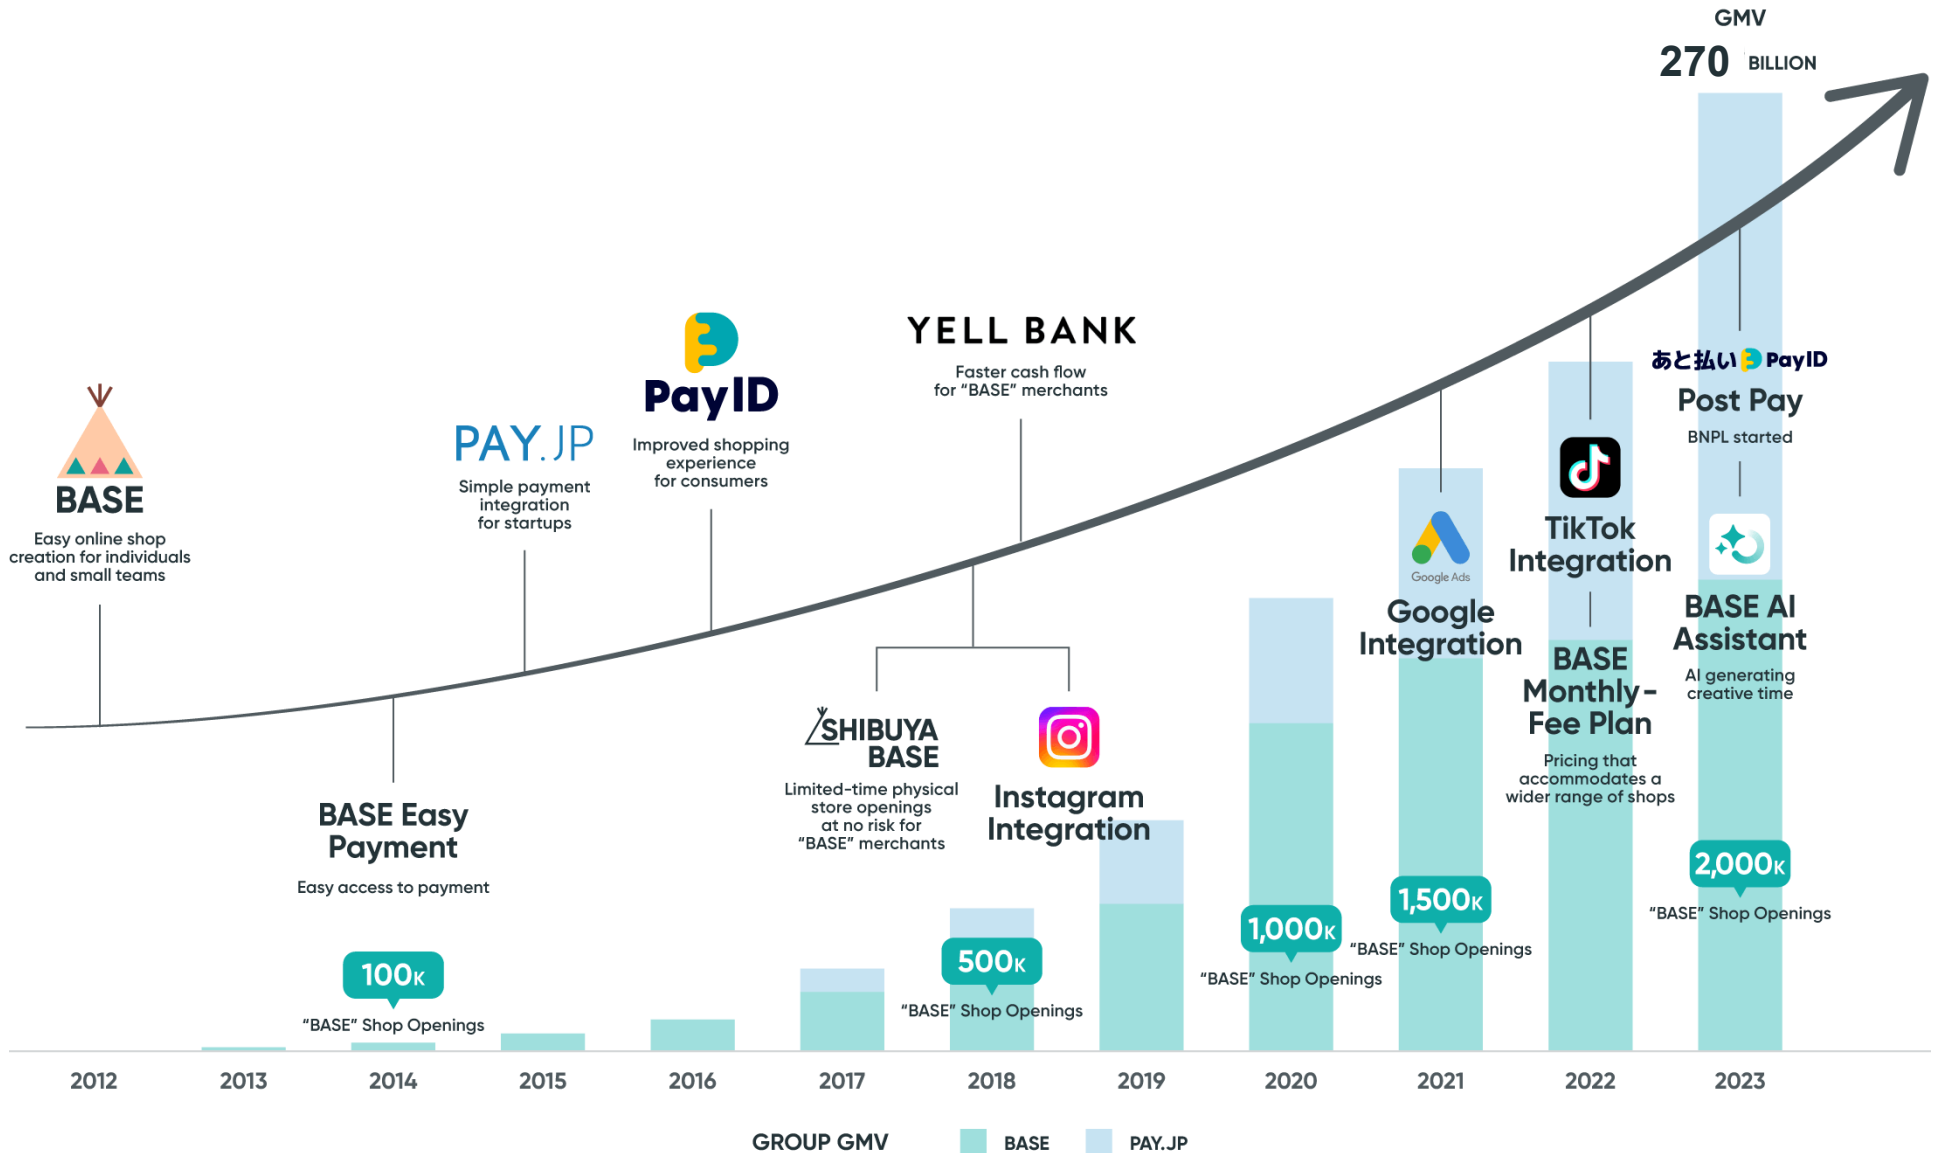 GMV
270 BILLION
BASE
Easy online shop
creation for individuals
and small teams
BASE Easy
Payment
Easy access to payment
100K
“BASE” Shop Openings
PAY.JP
Simple payment
integration
for startups
PayID
Improved shopping
experience
for consumers
YELL BANK
Faster cash flow
for “BASE” merchants
SHIBUYA
BASE
Limited-time physical
store openings
at no risk for
“BASE” merchants
Instagram
Integration
500K
“BASE” Shop Openings
1,000K
“BASE” Shop Openings
Google Ads
Google
Integration
1,500K
“BASE” Shop Openings
TikTok
Integration
BASE
Monthly-
Fee Plan
Pricing that
accommodates a
wider range of shops
あと払い PayID
Post Pay
BNPL started
BASE AI
Assistant
AI generating
creative time
2,000K
“BASE” Shop Openings
2012 2013 2014 2015 2016 2017 2018 2019 2020 2021 2022 2023
GROUP GMV BASE PAY.JP